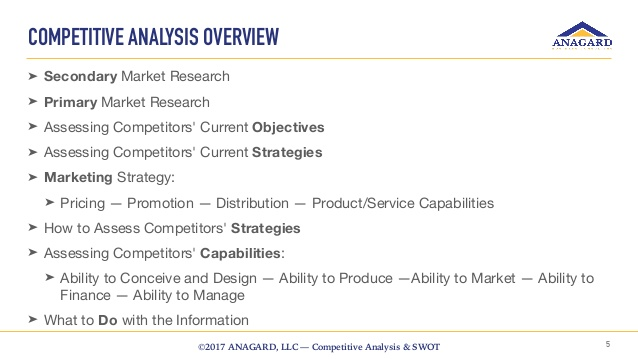 COMPETITIVE ANALYSIS OVERVIEW
ANAGARD
➤ Secondary Market Research
➤ Primary Market Research
➤ Assessing Competitors' Current Objectives
➤ Assessing Competitors' Current Strategies
➤ Marketing Strategy:
➤ Pricing — Promotion — Distribution — Product/Service Capabilities
➤ How to Assess Competitors' Strategies
➤ Assessing Competitors' Capabilities:
➤ Ability to Conceive and Design — Ability to Produce —Ability to Market — Ability to
Finance — Ability to Manage
➤ What to Do with the Information
©2017 ANAGARD, LLC — Competitive Analysis & SWOT
5